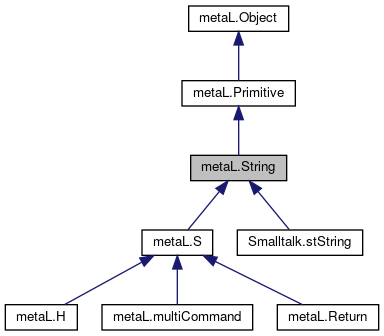 metaL.Object
metaL.Primitive
metaL.String
metaL.S
Smalltalk.stString
metaL.H
metaL.multiCommand
metaL.Return